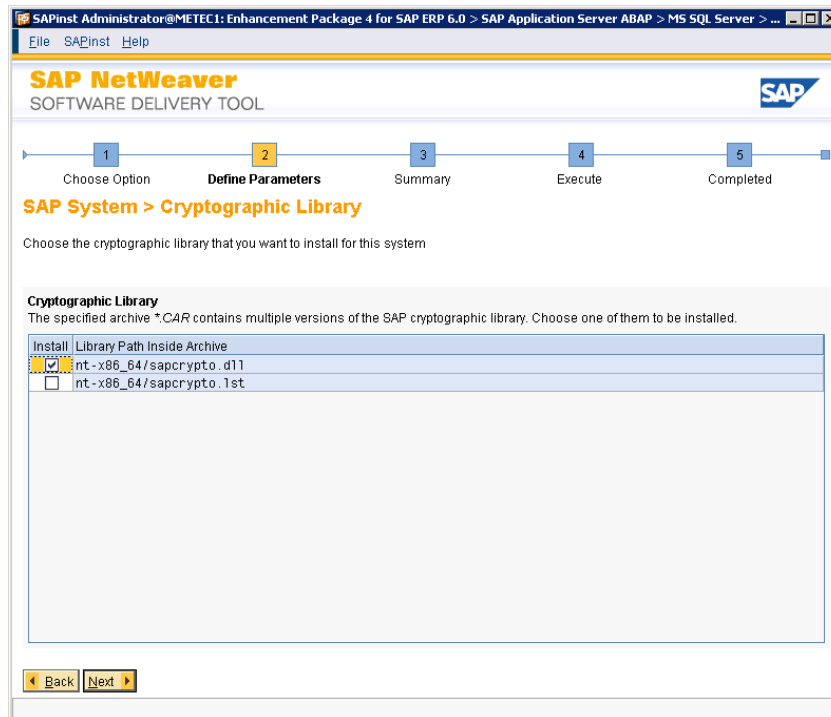 SAPinst Administrator@METEC1: Enhancement Package 4 for SAP ERP 6.0 > SAP Application Server ABAP > MS SQL Server > ...
File SAPinst Help
SAP NetWeaver
SOFTWARE DELIVERY TOOL
SAP
1 2 3 4 5
Choose Option Define Parameters Summary Execute Completed
SAP System > Cryptographic Library
Choose the cryptographic library that you want to install for this system
Cryptographic Library
The specified archive *.CAR contains multiple versions of the SAP cryptographic library. Choose one of them to be installed.
Install Library Path Inside Archive
nt-x86_64/sapcrypto.dll
nt-x86_64/sapcrypto.lst
Back Next